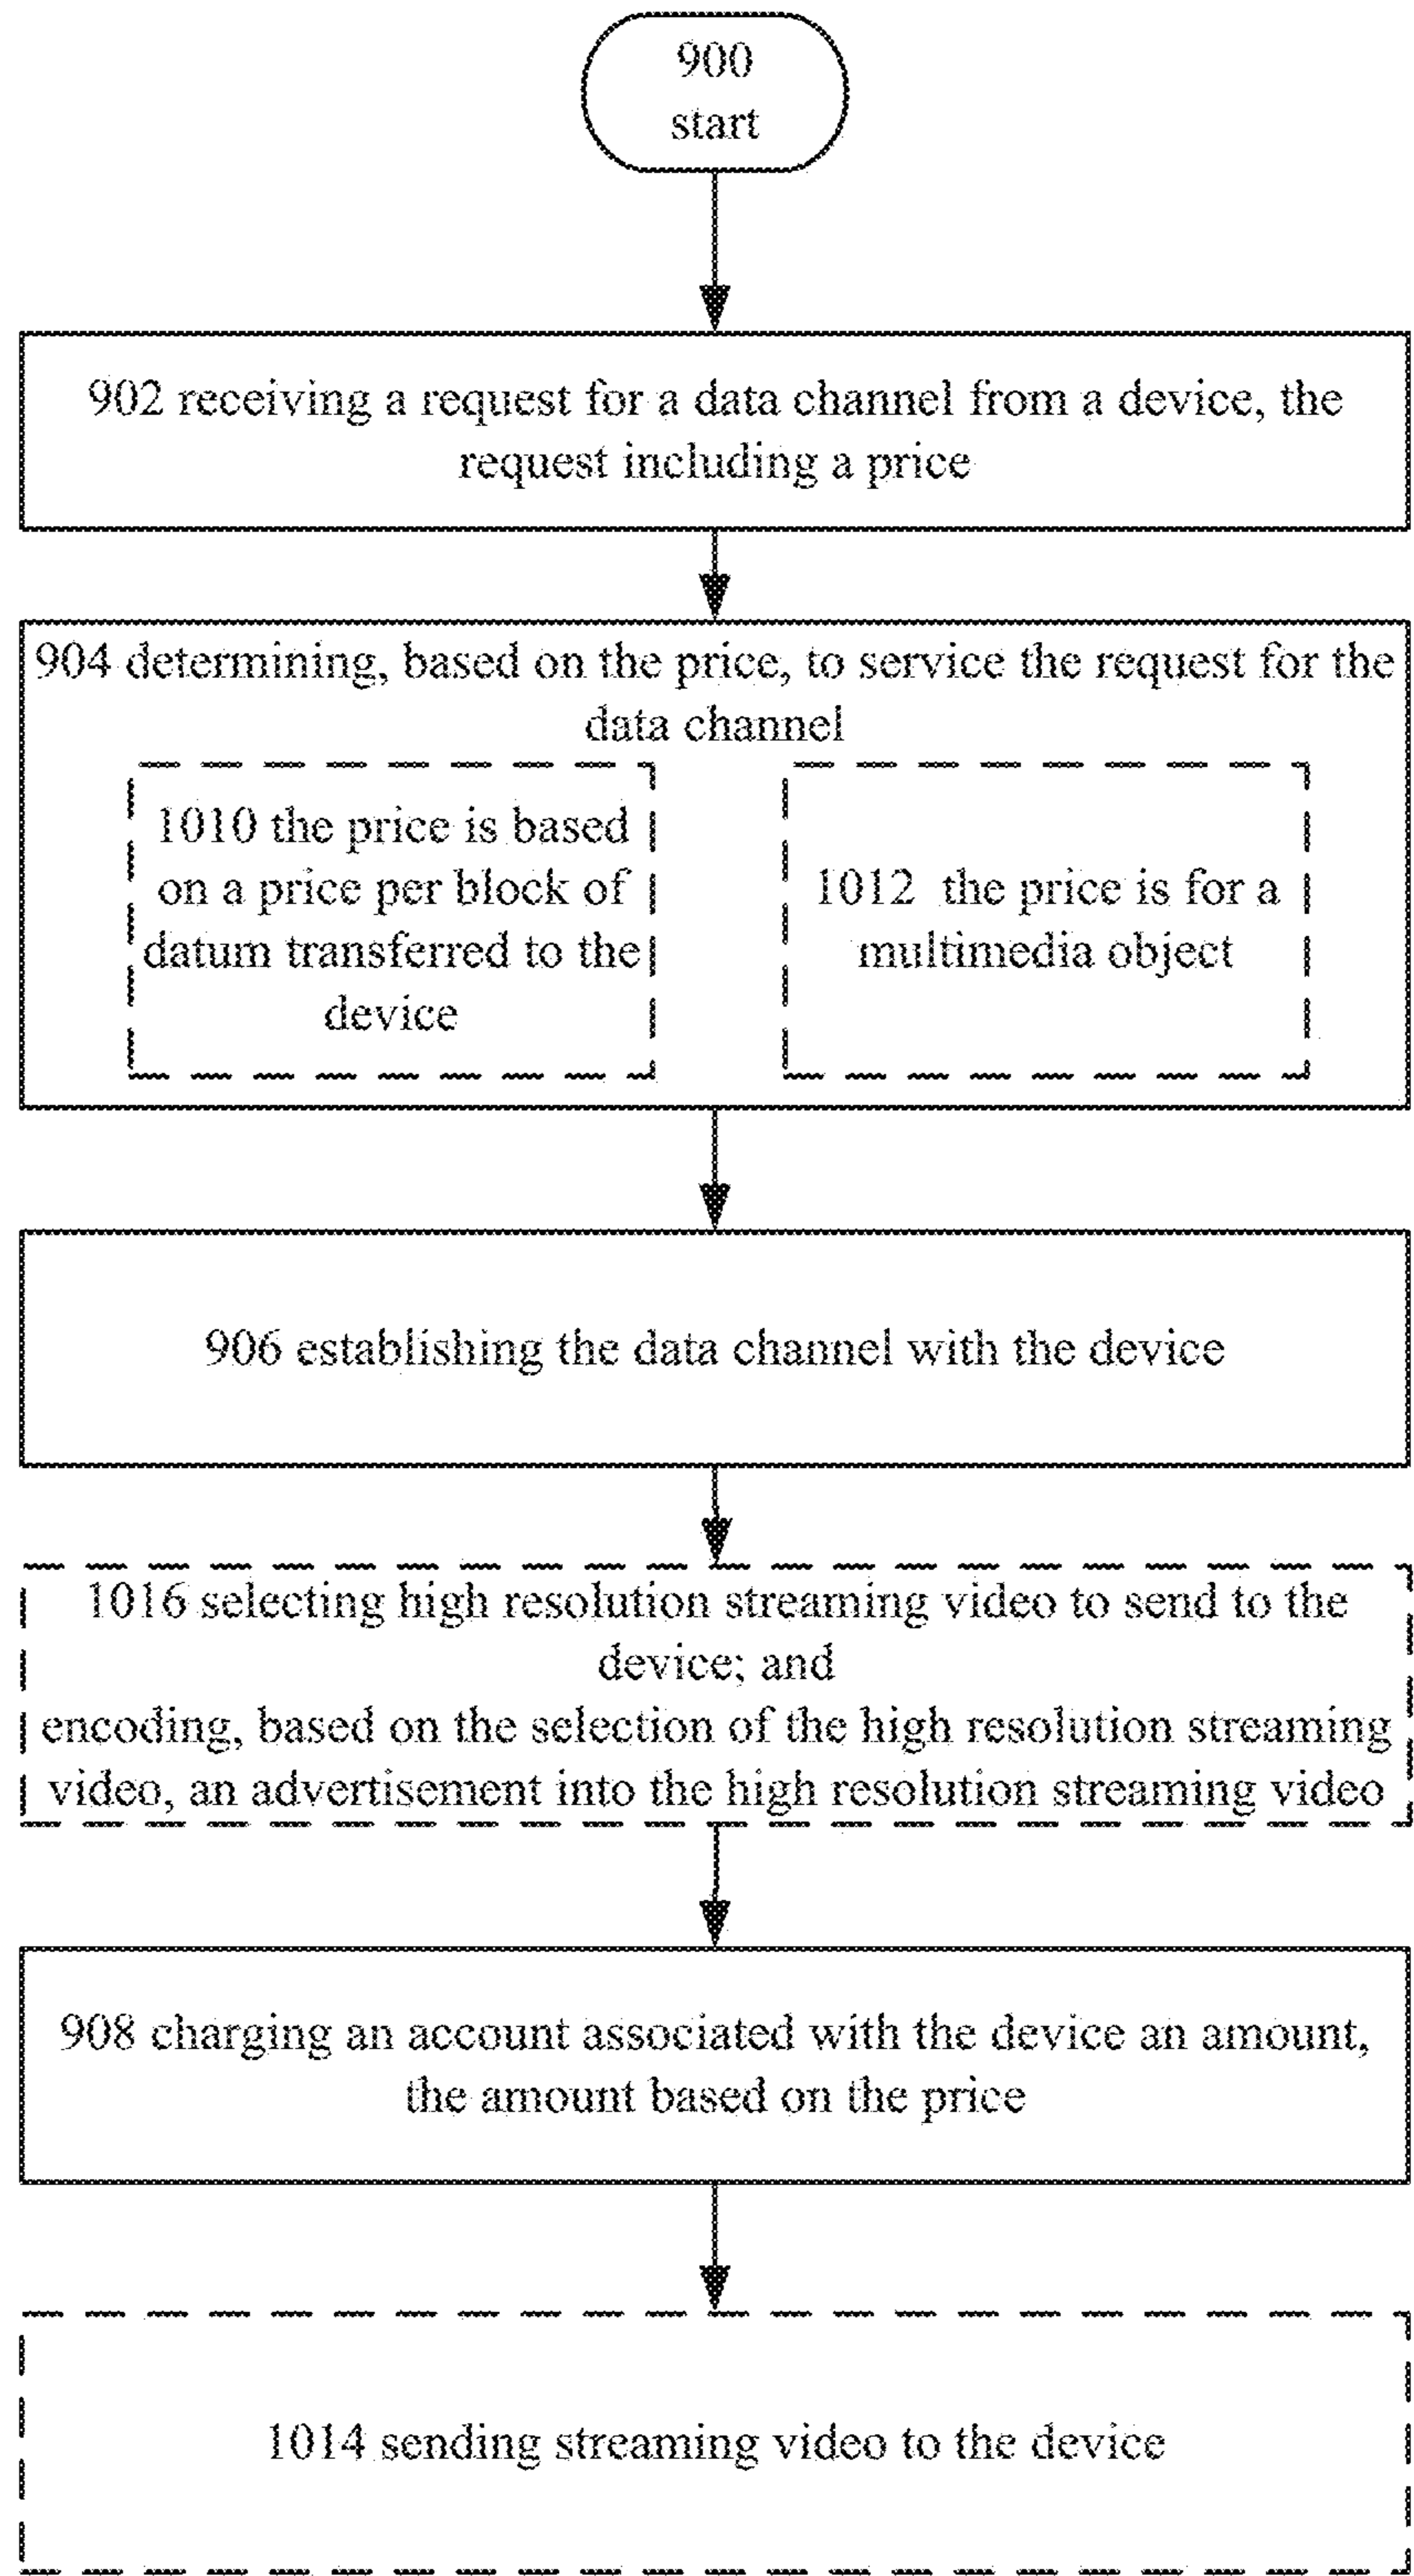 900
start
902 receiving a request for a data channel from a device, the
request including a price
904 determining, based on the price, to service the request for the
data channel
1010 the price is based
on a price per block of
datum transferred to the
device
1012 the price is for a
multimedia object
906 establishing the data channel with the device
1016 selecting high resolution streaming video to send to the
device; and
encoding, based on the selection of the high resolution streaming
video, an advertisement into the high resolution streaming video
908 charging an account associated with the device an amount,
the amount based on the price
1014 sending streaming video to the device